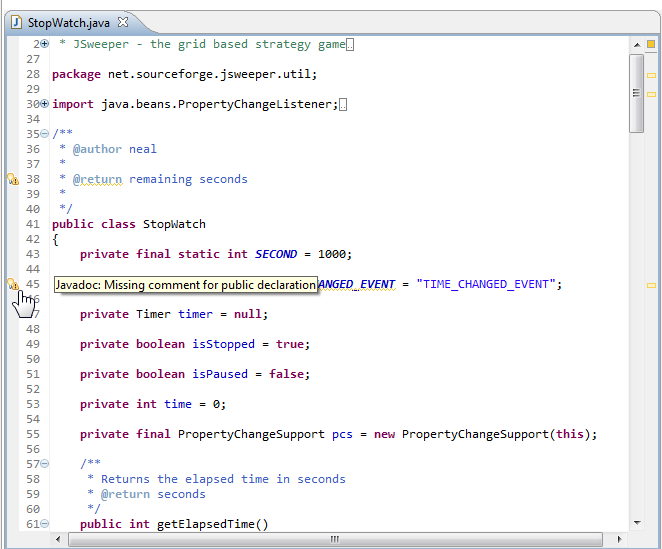 StopWatch.java
2 * JSweeper - the grid based strategy game
27
28 package net.sourceforge.jsweeper.util;
29
30 import java.beans.PropertyChangeListener;
34
35 /**
36 * @author neal
37 *
38 * @return remaining seconds
39 *
40 */
41 public class StopWatch
42 {
43 private final static int SECOND = 1000;
44
45 Javadoc: Missing comment for public declaration ANGED_EVENT = "TIME_CHANGED_EVENT";
46
47 private Timer timer = null;
48
49 private boolean isStopped = true;
50
51 private boolean isPaused = false;
52
53 private int time = 0;
54
55 private final PropertyChangeSupport pcs = new PropertyChangeSupport(this);
56
57 /**
58 * Returns the elapsed time in seconds
59 * @return seconds
60 */
61 public int getElapsedTime()